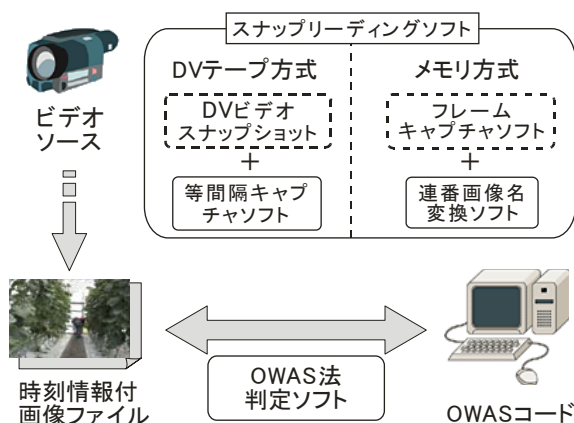 スナップリーディングソフト
DVテープ方式
メモリ方式
DVビデオ
スナップショット
フレーム
キャプチャソフト
+
+
等間隔キャプ
チャソフト
連番画像名
変換ソフト
ビデオ
ソース
OWAS法
判定ソフト
時刻情報付
画像ファイル
OWASコード